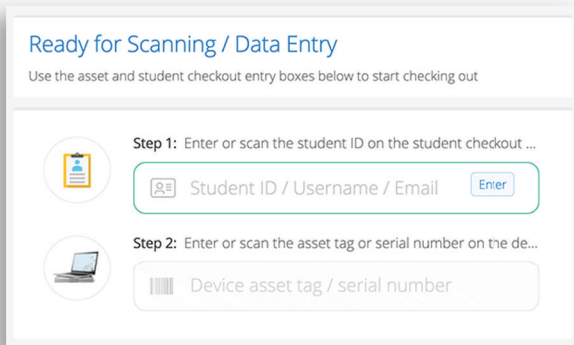 Ready for Scanning / Data Entry
Use the asset and student checkout entry boxes below to start checking out
Step 1: Enter or scan the student ID on the student checkout ...
Student ID / Username / Email
Enter
Step 2: Enter or scan the asset tag or serial number on the de...
Device asset tag / serial number